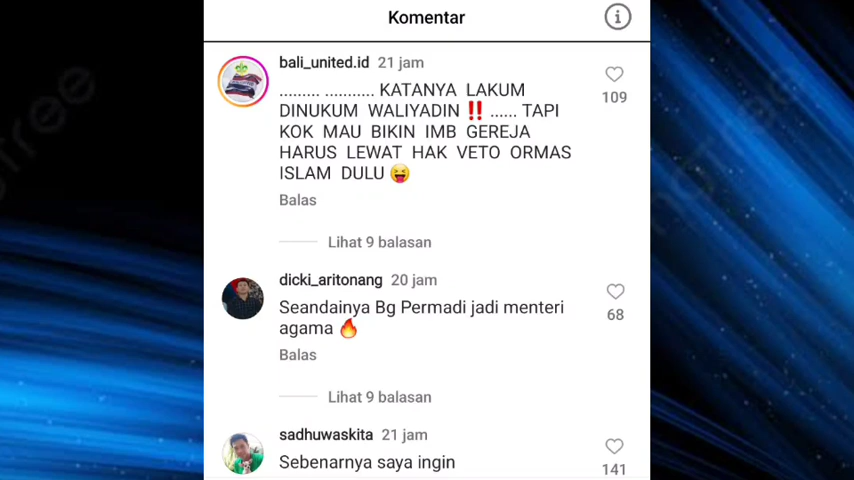 Komentar
bali_united.id 21 jam
......... ........... KATANYA LAKUM
DINUKUM WALIYADIN ‼️ ...... TAPI
KOK MAU BIKIN IMB GEREJA
HARUS LEWAT HAK VETO ORMAS
ISLAM DULU 😝
109
Balas
Lihat 9 balasan
dicki_aritonang 20 jam
Seandainya Bg Permadi jadi menteri
agama 🔥
68
Balas
Lihat 9 balasan
sadhuwaskita 21 jam
Sebenarnya saya ingin
141